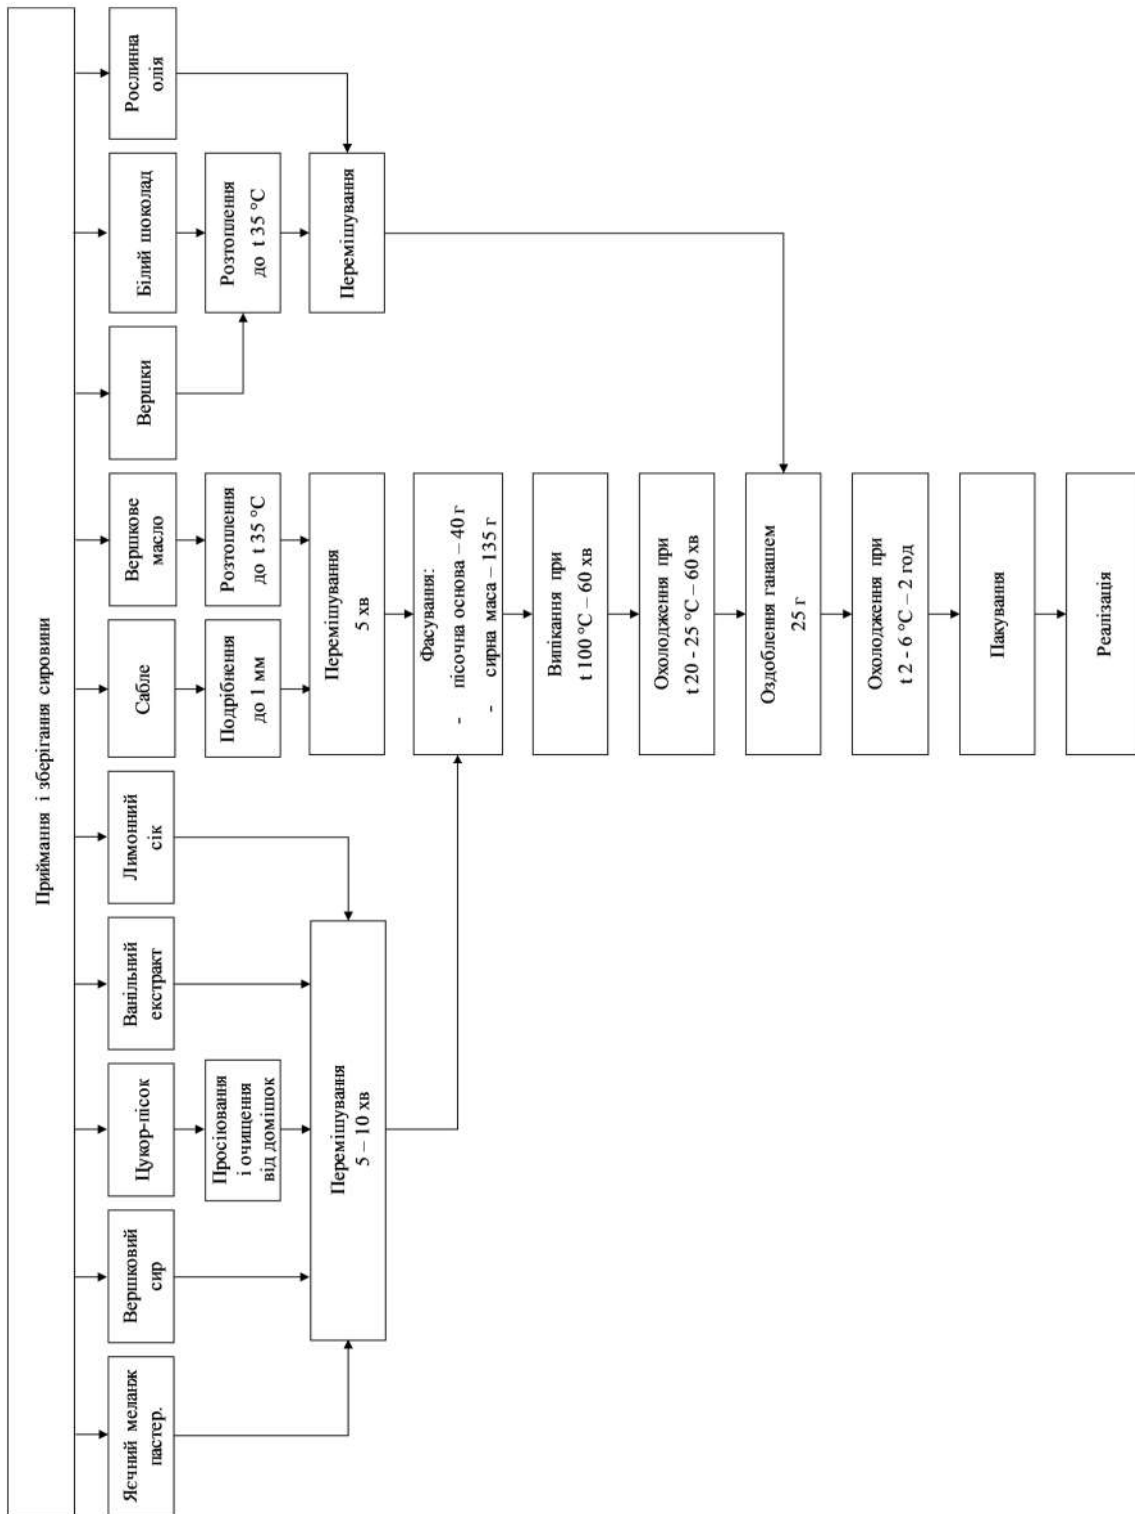 Приймання і зберігання сировини
Яєчний меланж
пастер.
Вершковий
сир
Цукор-пісок
Ванільний
екстракт
Лимонний
сік
Сабле
Вершкове
масло
Вершки
Білий шоколад
Рослинна
олія
Просіювання
і очищення
від домішок
Подрібнення
до 1 мм
Розтоплення
до t 35 °С
Розтоплення
до t 35 °С
Перемішування
5 – 10 хв
Перемішування
5 хв
Перемішування
Фасування:
- пісочна основа – 40 г
- сирна маса – 135 г
Випікання при
t 100 °С – 60 хв
Охолодження при
t 20 - 25 °С – 60 хв
Оздоблення ганашем
25 г
Охолодження при
t 2 - 6 °С – 2 год
Пакування
Реалізація